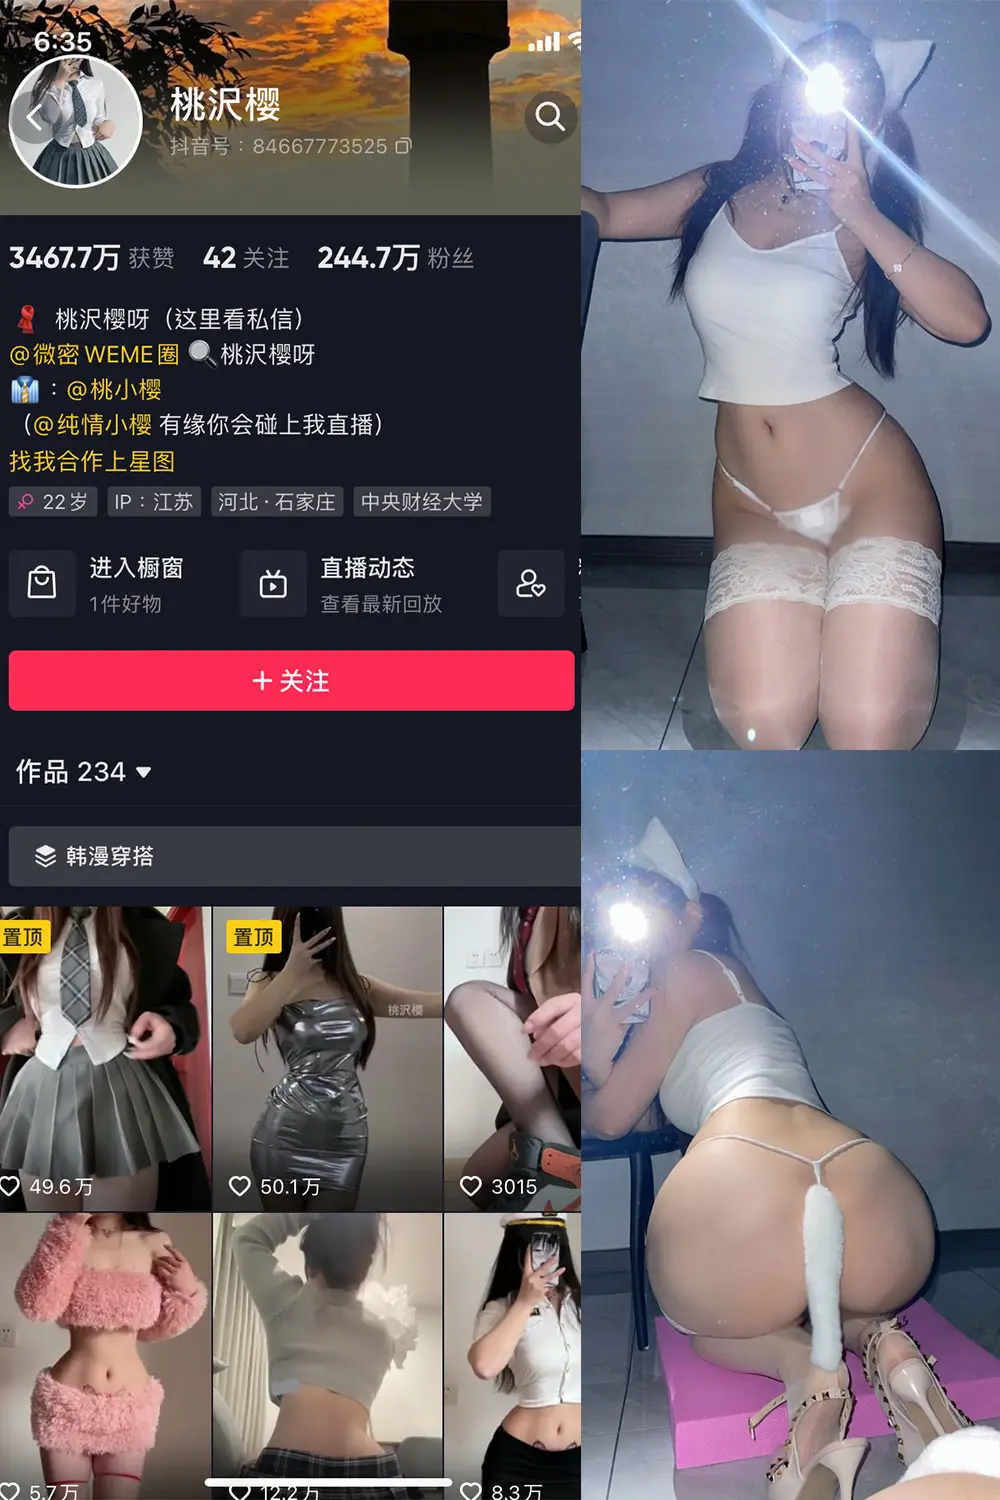 6:35
桃沢樱
抖音号：84667773525
3467.7万 获赞 42 关注 244.7万 粉丝
桃沢樱呀（这里看私信）
@微密WEME圈 🔍桃沢樱呀
：@桃小樱
（@纯情小樱 有缘你会碰上我直播）
找我合作上星图
22岁 IP：江苏 河北·石家庄 中央财经大学
进入橱窗 直播动态
1件好物 查看最新回放
+ 关注
作品 234
韩漫穿搭
置顶 置顶
桃沢樱
49.6万 50.1万 3015
5.7万 12.2万 8.3万